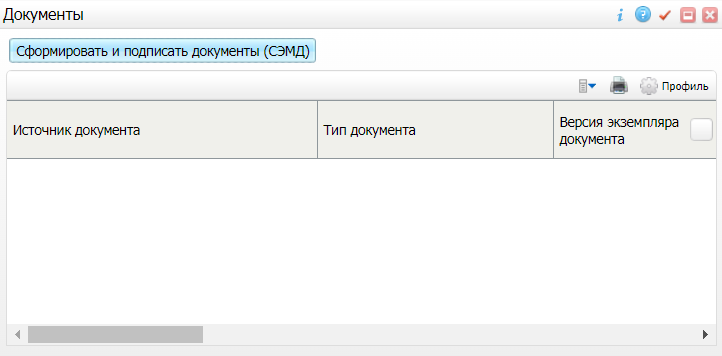 Документы
Сформировать и подписать документы (СЭМД)
Профиль
Источник документа
Тип документа
Версия экземпляра
документа